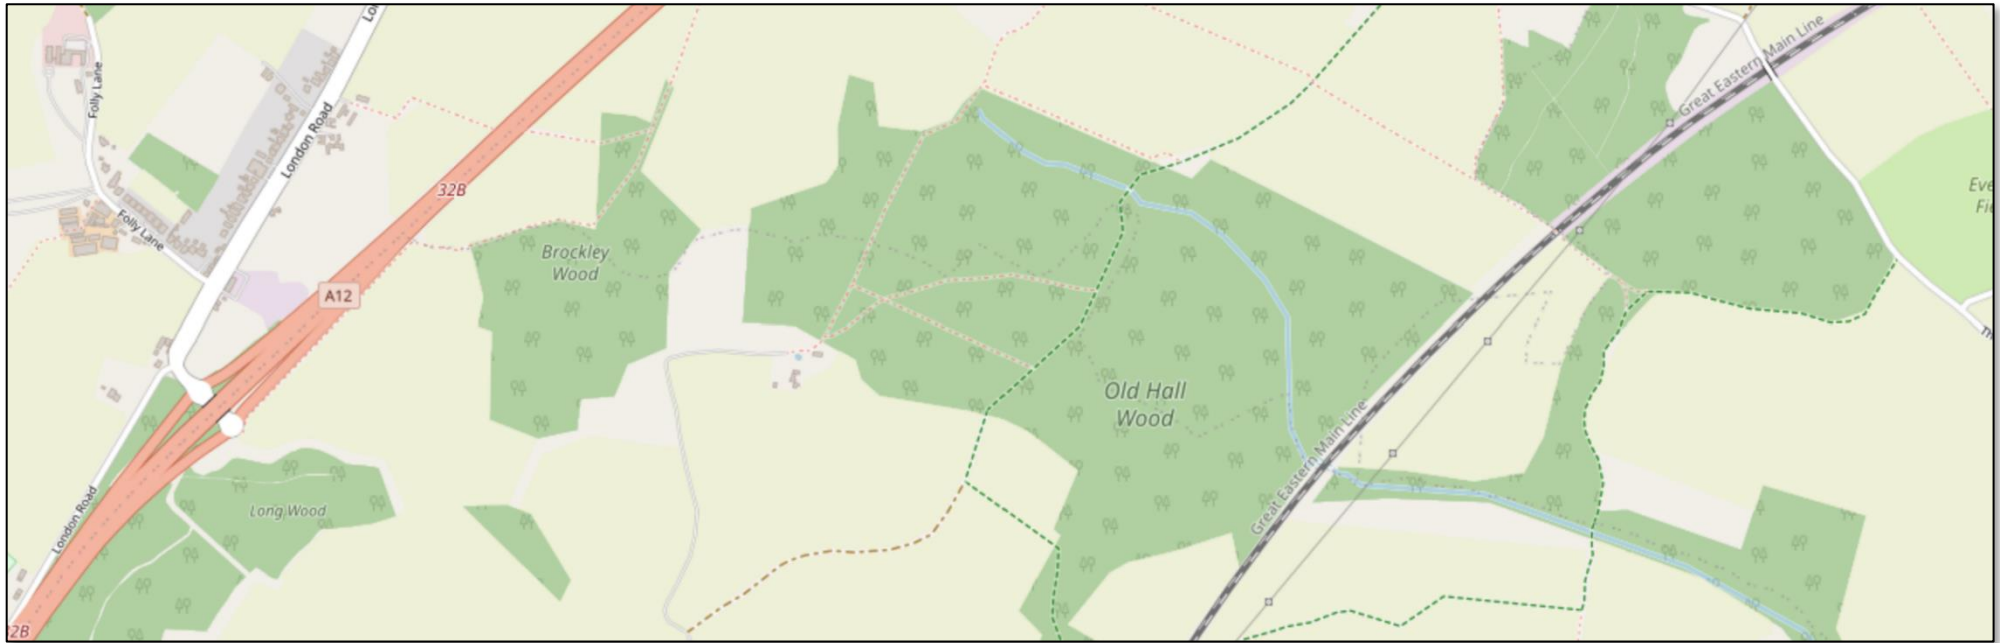 Folly Lane
London Road
Great Eastern Main Line
32B
Brockley
Wood
Folly Lane
A12
Old Hall
Wood
Great Eastern Main Line
Long Wood
London Road
2B